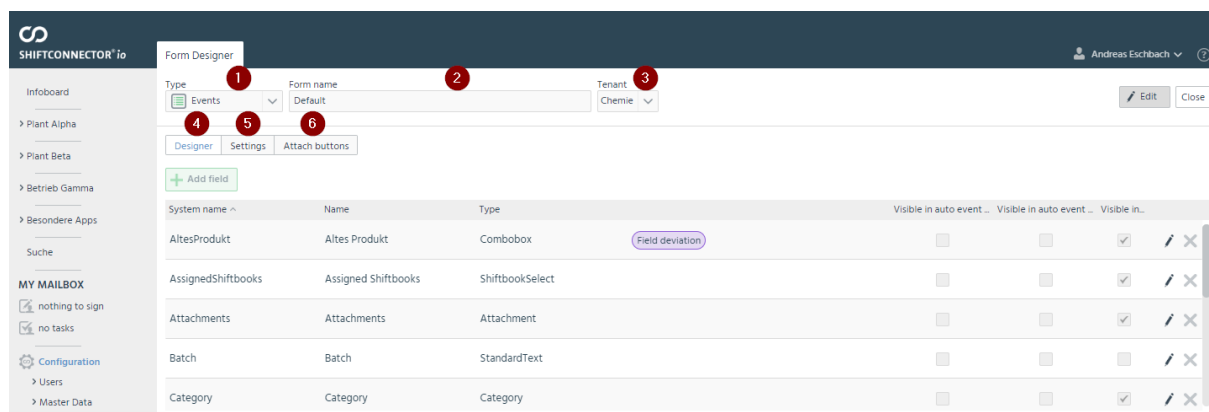 SHIFTCONNECTOR® io
Form Designer
Andreas Eschbach
?
Infoboard
> Plant Alpha
> Plant Beta
> Betrieb Gamma
> Besondere Apps
Suche
MY MAILBOX
nothing to sign
no tasks
Configuration
> Users
> Master Data
1 2 3
Type Form name Tenant
Events Default Chemie
Edit Close
4 5 6
Designer Settings Attach buttons
+ Add field
System name Name Type Visible in auto event ... Visible in auto event ... Visible in...
AltesProdukt Altes Produkt Combobox Field deviation
AssignedShiftbooks Assigned Shiftbooks ShiftbookSelect
Attachments Attachments Attachment
Batch Batch StandardText
Category Category Category